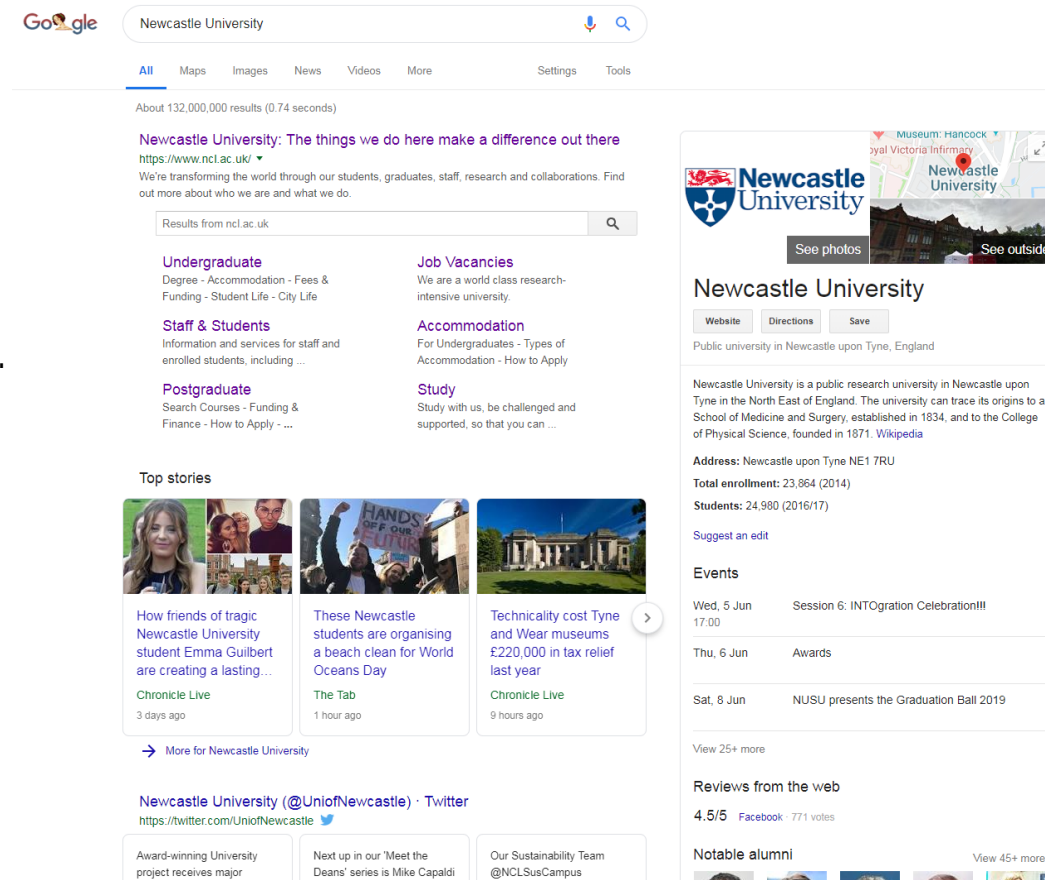 Google
Newcastle University
All Maps Images News Videos More Settings Tools
About 132,000,000 results (0.74 seconds)
Newcastle University: The things we do here make a difference out there
https://www.ncl.ac.uk/
We're transforming the world through our students, graduates, staff, research and collaborations. Find
out more about who we are and what we do.
Results from ncl.ac.uk
Undergraduate
Degree - Accommodation - Fees &
Funding - Student Life - City Life
Job Vacancies
We are a world class research-
intensive university.
Staff & Students
Information and services for staff and
enrolled students, including ...
Accommodation
For Undergraduates - Types of
Accommodation - How to Apply
Postgraduate
Search Courses - Funding &
Finance - How to Apply - ...
Study
Study with us, be challenged and
supported, so that you can ...
Top stories
HANDS
OFF OUR
FUTURE
How friends of tragic
Newcastle University
student Emma Guilbert
are creating a lasting...
Chronicle Live
3 days ago
These Newcastle
students are organising
a beach clean for World
Oceans Day
The Tab
1 hour ago
Technicality cost Tyne
and Wear museums
£220,000 in tax relief
last year
Chronicle Live
9 hours ago
More for Newcastle University
Newcastle University (@UniofNewcastle) · Twitter
https://twitter.com/UniofNewcastle
Award-winning University
project receives major
Next up in our 'Meet the
Deans' series is Mike Capaldi
Our Sustainability Team
@NCLSusCampus
Newcastle
University
Museum: Hancock
oyal Victoria Infirmary
Newcastle
University
See photos
See outside
Newcastle University
Website Directions Save
Public university in Newcastle upon Tyne, England
Newcastle University is a public research university in Newcastle upon
Tyne in the North East of England. The university can trace its origins to a
School of Medicine and Surgery, established in 1834, and to the College
of Physical Science, founded in 1871. Wikipedia
Address: Newcastle upon Tyne NE1 7RU
Total enrollment: 23,864 (2014)
Students: 24,980 (2016/17)
Suggest an edit
Events
Wed, 5 Jun Session 6: INTOgration Celebration!!!
17:00
Thu, 6 Jun Awards
Sat, 8 Jun NUSU presents the Graduation Ball 2019
View 25+ more
Reviews from the web
4.5/5 Facebook · 771 votes
Notable alumni View 45+ more